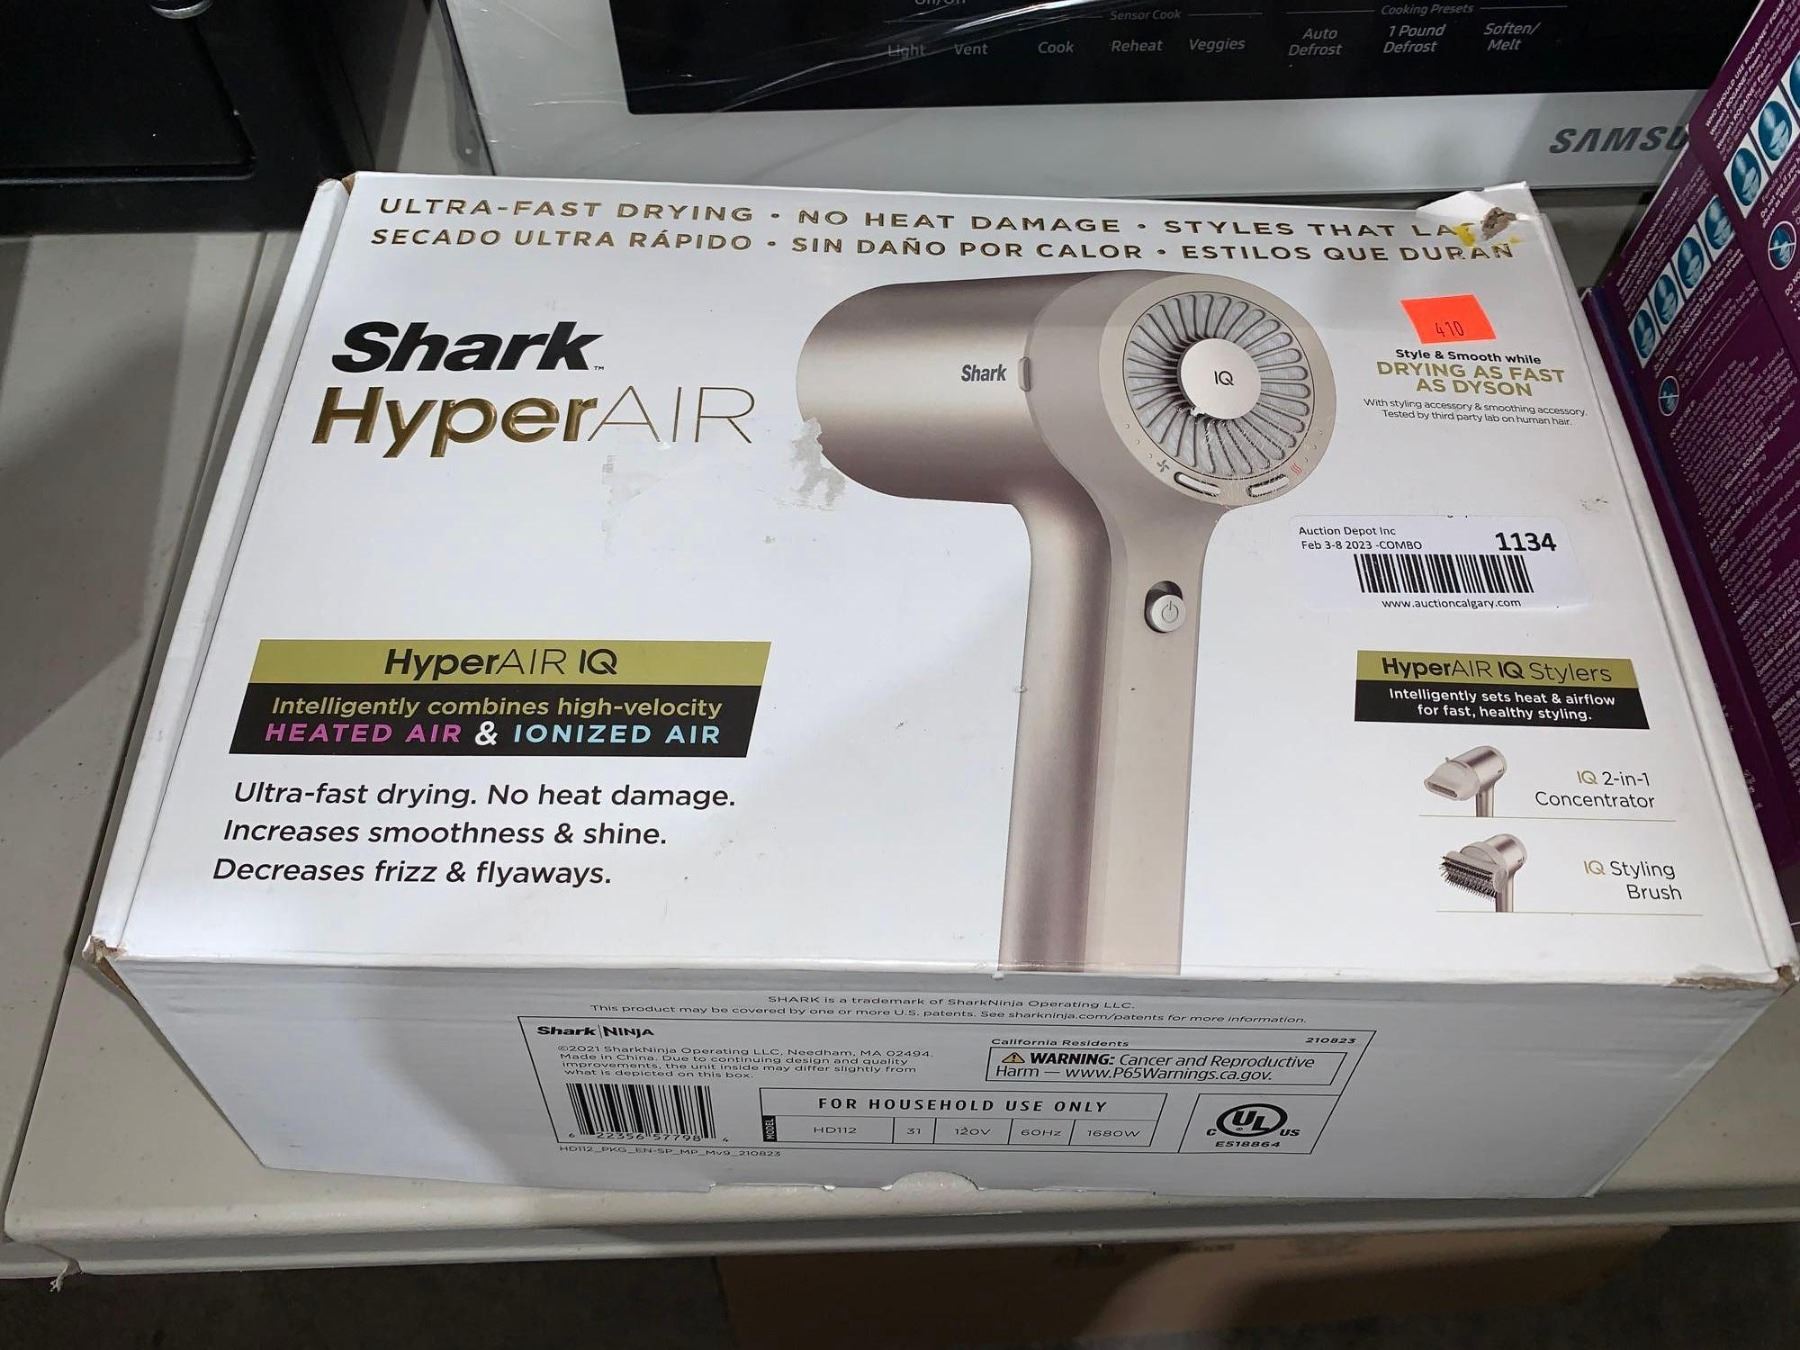 Sensor Cook
Cooking Presets
Light
Vent
Cook
Reheat
Veggies
Auto
Defrost
1 Pound
Defrost
Soften/
Melt
SAMSU
ULTRA-FAST DRYING • NO HEAT DAMAGE • STYLES THAT LA
SECADO ULTRA RÁPIDO • SIN DAÑO POR CALOR • ESTILOS QUE DURAN
Shark™
HyperAIR
Shark
IQ
410
Style & Smooth while
DRYING AS FAST
AS DYSON
With styling accessory & smoothing accessory.
Tested by third party lab on human hair.
Auction Depot Inc
Feb 3-8 2023 -COMBO
1134
www.auctioncalgary.com
HyperAIR IQ
Intelligently combines high-velocity
HEATED AIR & IONIZED AIR
Ultra-fast drying. No heat damage.
Increases smoothness & shine.
Decreases frizz & flyaways.
HyperAIR IQ Stylers
Intelligently sets heat & airflow
for fast, healthy styling.
IQ 2-in-1
Concentrator
IQ Styling
Brush
SHARK is a trademark of SharkNinja Operating LLC.
This product may be covered by one or more U.S. patents. See sharkninja.com/patents for more information.
Shark|NINJA
©2021 SharkNinja Operating LLC, Needham, MA 02494.
Made in China. Due to continuing design and quality
improvements, the unit inside may differ slightly from
what is depicted on this box.
California Residents
210823
⚠ WARNING: Cancer and Reproductive
Harm — www.P65Warnings.ca.gov.
FOR HOUSEHOLD USE ONLY
MODEL
HD112
31
120V
60Hz
1680W
C UL ® US
E518864
6 22356 57798 4
HD112_PKG_EN-SP_MP_Mv9_210823